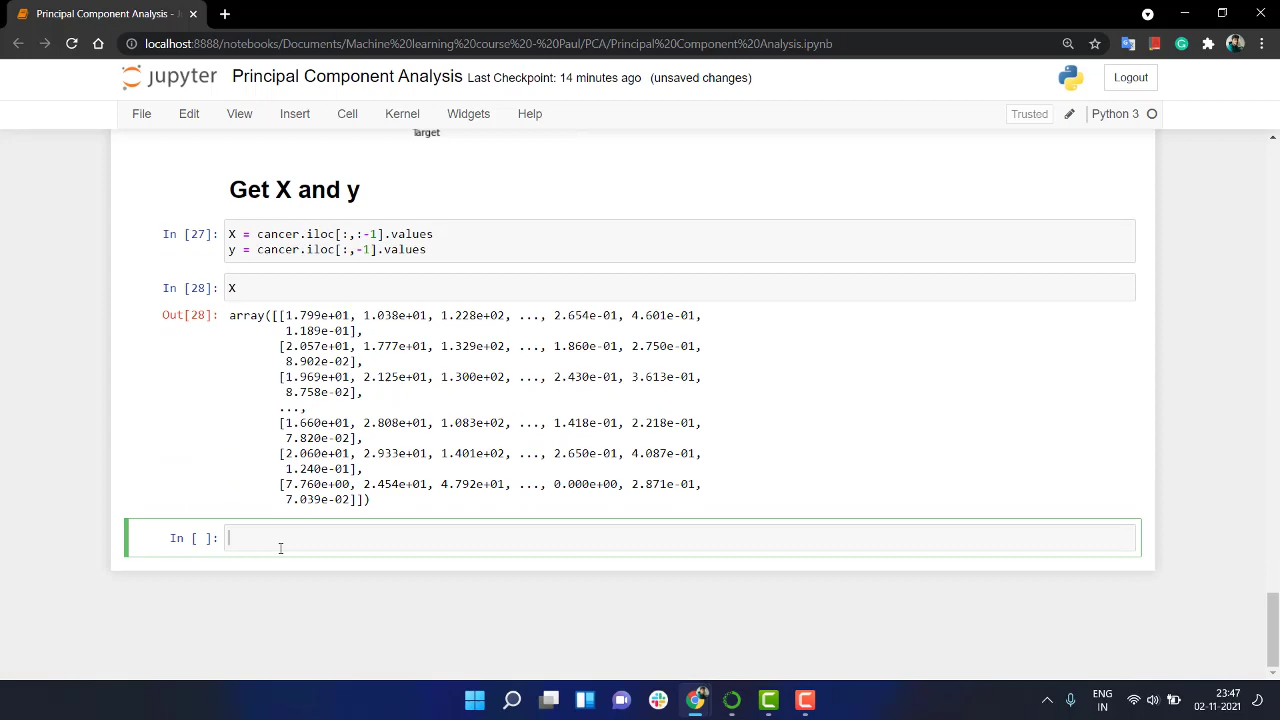 Principal Component Analysis - J
localhost:8888/notebooks/Documents/Machine%20learning%20course%20-%20Paul/PCA/Principal%20Component%20Analysis.ipynb
jupyter Principal Component Analysis Last Checkpoint: 14 minutes ago (unsaved changes) Logout
File Edit View Insert Cell Kernel Widgets Help Trusted Python 3
Target
Get X and y
In [27]: X = cancer.iloc[:,:-1].values
y = cancer.iloc[:,-1].values
In [28]: X
Out[28]: array([[1.799e+01, 1.038e+01, 1.228e+02, ..., 2.654e-01, 4.601e-01,
1.189e-01],
[2.057e+01, 1.777e+01, 1.329e+02, ..., 1.860e-01, 2.750e-01,
8.902e-02],
[1.969e+01, 2.125e+01, 1.300e+02, ..., 2.430e-01, 3.613e-01,
8.758e-02],
...,
[1.660e+01, 2.808e+01, 1.083e+02, ..., 1.418e-01, 2.218e-01,
7.820e-02],
[2.060e+01, 2.933e+01, 1.401e+02, ..., 2.650e-01, 4.087e-01,
1.240e-01],
[7.760e+00, 2.454e+01, 4.792e+01, ..., 0.000e+00, 2.871e-01,
7.039e-02]])
In [ ]:
ENG
IN
23:47
02-11-2021